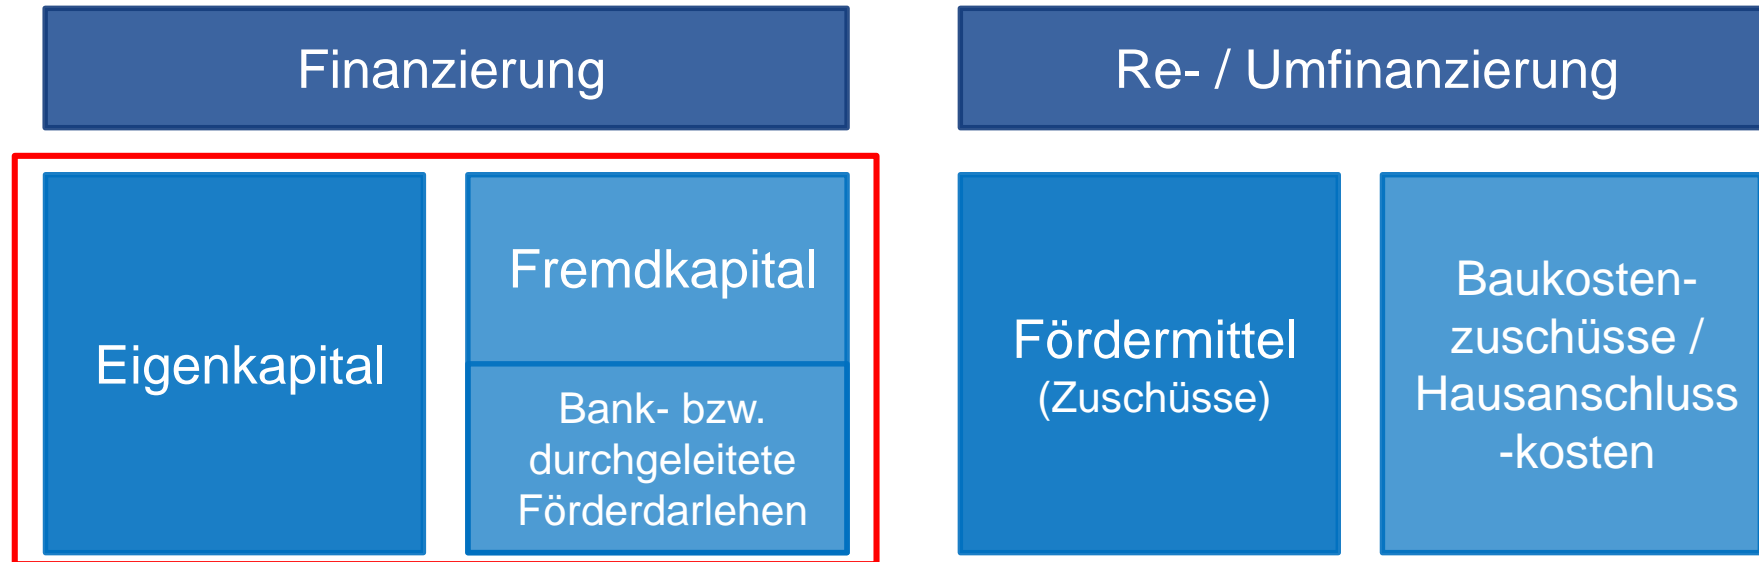 Finanzierung
Re- / Umfinanzierung
Eigenkapital
Fremdkapital
Bank- bzw.
durchgeleitete
Förderdarlehen
Fördermittel
(Zuschüsse)
Baukosten-
zuschüsse /
Hausanschluss
-kosten